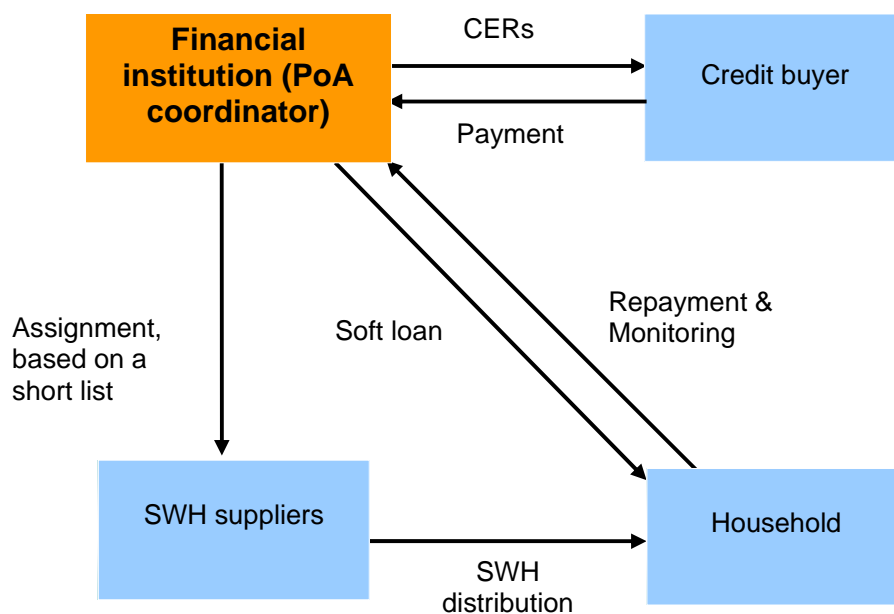 Financial
institution (PoA
coordinator)
CERs
Credit buyer
Payment
Assignment,
based on a
short list
Soft loan
Repayment &
Monitoring
SWH suppliers
Household
SWH
distribution